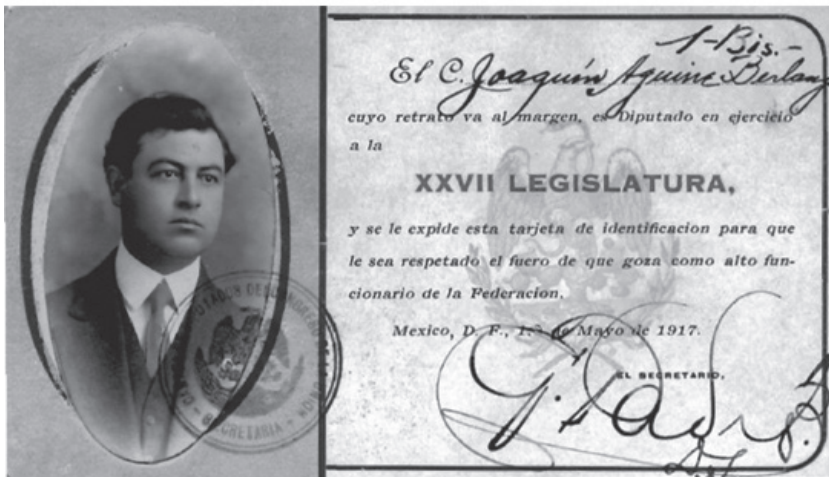 1-Bis.-
El C. Joaquín Aguirre Berlanga
cuyo retrato va al margen, es Diputado en ejercicio
a la
XXVII LEGISLATURA,
y se le expide esta tarjeta de identificacion para que
le sea respetado el fuero de que goza como alto fun-
cionario de la Federacion.
Mexico, D. F., 1.º de Mayo de 1917.
EL SECRETARIO,
SECRETARIA